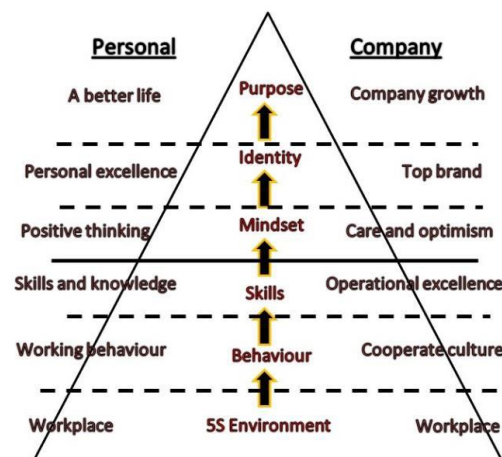 Personal Company
A better life Purpose Company growth
Personal excellence Identity Top brand
Positive thinking Mindset Care and optimism
Skills and knowledge Skills Operational excellence
Working behaviour Behaviour Cooperate culture
Workplace 5S Environment Workplace